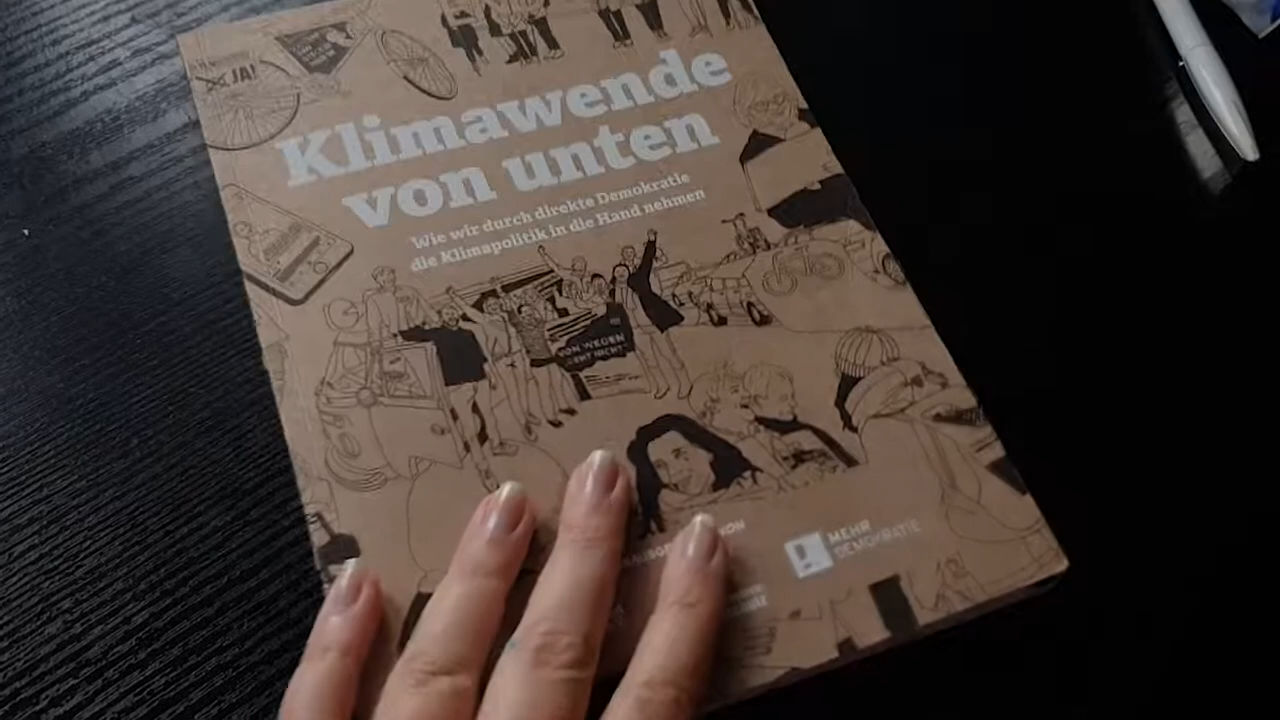 JA!
Klimawende
von unten
Wie wir durch direkte Demokratie
die Klimapolitik in die Hand nehmen
VON WEGEN
GEHT NICHT
VON
MEHR
DEMOKRATIE